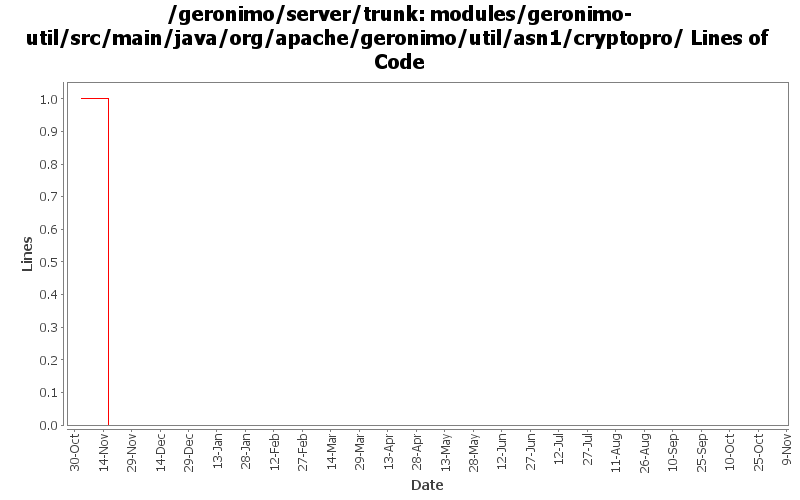 /geronimo/server/trunk: modules/geronimo-
util/src/main/java/org/apache/geronimo/util/asn1/cryptopro/ Lines of
Code
Lines
1.0
0.9
0.8
0.7
0.6
0.5
0.4
0.3
0.2
0.1
0.0
30-Oct
14-Nov
29-Nov
14-Dec
29-Dec
13-Jan
28-Jan
12-Feb
27-Feb
14-Mar
29-Mar
13-Apr
28-Apr
13-May
28-May
12-Jun
27-Jun
12-Jul
27-Jul
11-Aug
26-Aug
10-Sep
25-Sep
10-Oct
25-Oct
9-Nov
Date